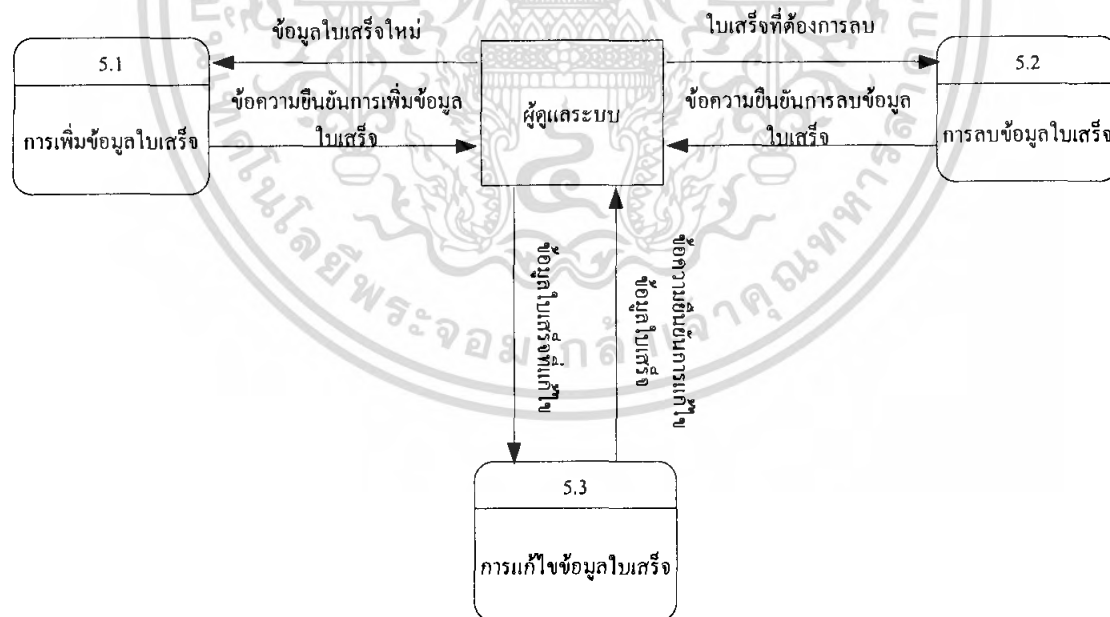 ข้อมูลใบเสร็จใหม่
ใบเสร็จที่ต้องการลบ
5.1
การเพิ่มข้อมูลใบเสร็จ
ข้อความยืนยันการเพิ่มข้อมูล
ใบเสร็จ
ผู้ดูแลระบบ
ข้อความยืนยันการลบข้อมูล
ใบเสร็จ
5.2
การลบข้อมูลใบเสร็จ
ข้อมูลใบเสร็จที่แก้ไข
ข้อความยืนยันการแก้ไข
ข้อมูลใบเสร็จ
5.3
การแก้ไขข้อมูลใบเสร็จ